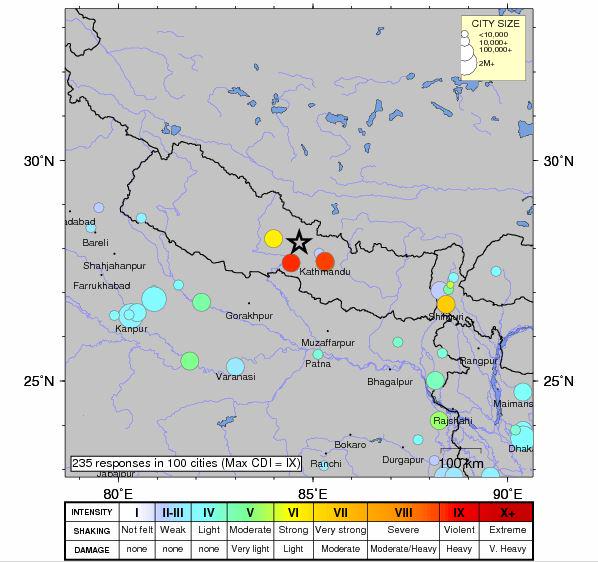 CITY SIZE
<10,000
10,000+
100,000+
2M+
30°N
30°N
dabad
Bareli
Shahjahanpur
Farrukhabad
Kathmandu
Kanpur
Gorakhpur
Shiliguri
Muzaffarpur
Patna
Rangpur
25°N
Varanasi
Bhagalpur
25°N
Maimans
Rajshahi
Bokaro
Dhak
235 responses in 100 cities (Max CDI = IX)
Ranchi
Durgapur
100 km
Jabalpur
80°E
85°E
90°E
INTENSITY I II-III IV V VI VII VIII IX X+
SHAKING Not felt Weak Light Moderate Strong Very strong Severe Violent Extreme
DAMAGE none none none Very light Light Moderate Moderate/Heavy Heavy V. Heavy